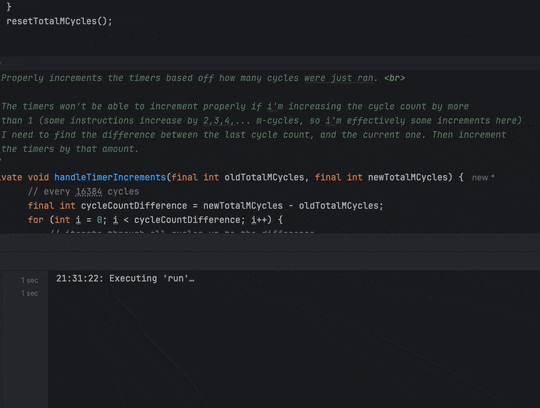 }
resetTotalMCycles();
Properly increments the timers based off how many cycles were just ran. <br>
The timers won't be able to increment properly if i'm increasing the cycle count by more
than 1 (some instructions increase by 2,3,4,... m-cycles, so i'm effectively some increments here)
I need to find the difference between the last cycle count, and the current one. Then increment
the timers by that amount.
vate void handleTimerIncrements(final int oldTotalMCycles, final int newTotalMCycles) { new *
// every 16384 cycles
final int cycleCountDifference = newTotalMCycles - oldTotalMCycles;
for (int i = 0; i < cycleCountDifference; i++) {
1 sec 21:31:22: Executing 'run'…
1 sec